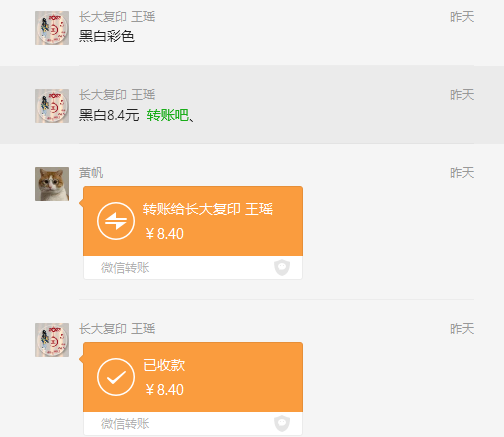 长大复印 王瑶 昨天
黑白彩色
长大复印 王瑶 昨天
黑白8.4元 转账吧、
黄帆 昨天
转账给长大复印 王瑶
￥8.40
微信转账
长大复印 王瑶 昨天
已收款
￥8.40
微信转账